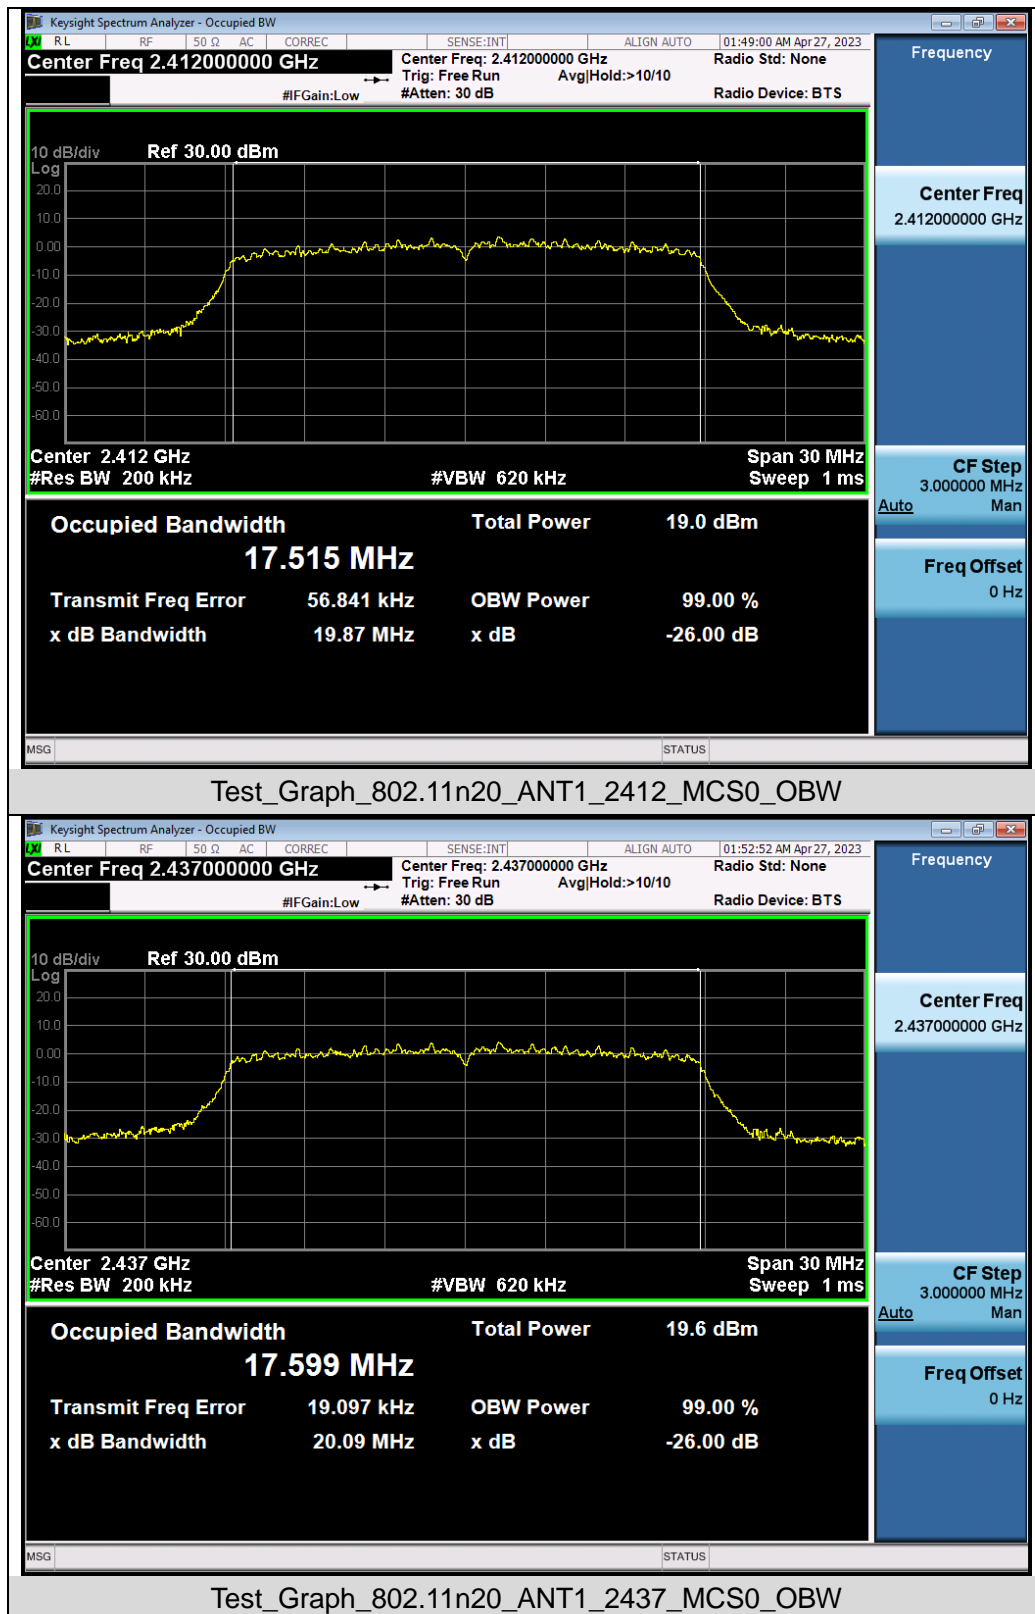 Keysight Spectrum Analyzer - Occupied BW
LXI RL RF 50 Ω AC CORREC SENSE:INT ALIGN AUTO 01:49:00 AM Apr 27, 2023
Center Freq 2.412000000 GHz
Center Freq: 2.412000000 GHz
Radio Std: None
Trig: Free Run Avg|Hold:>10/10
#IFGain:Low
#Atten: 30 dB
Radio Device: BTS
Frequency
10 dB/div Ref 30.00 dBm
Log
20.0
10.0
0.00
-10.0
-20.0
-30.0
-40.0
-50.0
-60.0
Center 2.412 GHz Span 30 MHz
#Res BW 200 kHz #VBW 620 kHz Sweep 1 ms
Center Freq
2.412000000 GHz
CF Step
3.000000 MHz
Auto Man
Freq Offset
0 Hz
Occupied Bandwidth Total Power 19.0 dBm
17.515 MHz
Transmit Freq Error 56.841 kHz OBW Power 99.00 %
x dB Bandwidth 19.87 MHz x dB -26.00 dB
MSG STATUS
Test_Graph_802.11n20_ANT1_2412_MCS0_OBW
Keysight Spectrum Analyzer - Occupied BW
LXI RL RF 50 Ω AC CORREC SENSE:INT ALIGN AUTO 01:52:52 AM Apr 27, 2023
Center Freq 2.437000000 GHz
Center Freq: 2.437000000 GHz
Radio Std: None
Trig: Free Run Avg|Hold:>10/10
#IFGain:Low
#Atten: 30 dB
Radio Device: BTS
Frequency
10 dB/div Ref 30.00 dBm
Log
20.0
10.0
0.00
-10.0
-20.0
-30.0
-40.0
-50.0
-60.0
Center 2.437 GHz Span 30 MHz
#Res BW 200 kHz #VBW 620 kHz Sweep 1 ms
Center Freq
2.437000000 GHz
CF Step
3.000000 MHz
Auto Man
Freq Offset
0 Hz
Occupied Bandwidth Total Power 19.6 dBm
17.599 MHz
Transmit Freq Error 19.097 kHz OBW Power 99.00 %
x dB Bandwidth 20.09 MHz x dB -26.00 dB
MSG STATUS
Test_Graph_802.11n20_ANT1_2437_MCS0_OBW